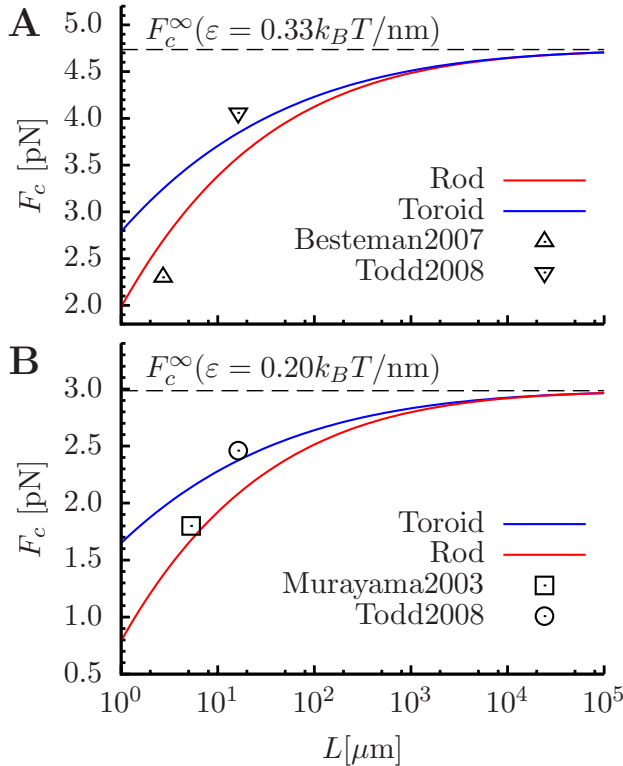 A
F_c^∞(ε = 0.33k_BT/nm)
5.0
4.5
4.0
3.5
3.0
2.5
2.0
F_c [pN]
Rod
Toroid
Besteman2007
Todd2008
B
F_c^∞(ε = 0.20k_BT/nm)
3.0
2.5
2.0
1.5
1.0
0.5
F_c [pN]
Toroid
Rod
Murayama2003
Todd2008
10^0 10^1 10^2 10^3 10^4 10^5
L[μm]